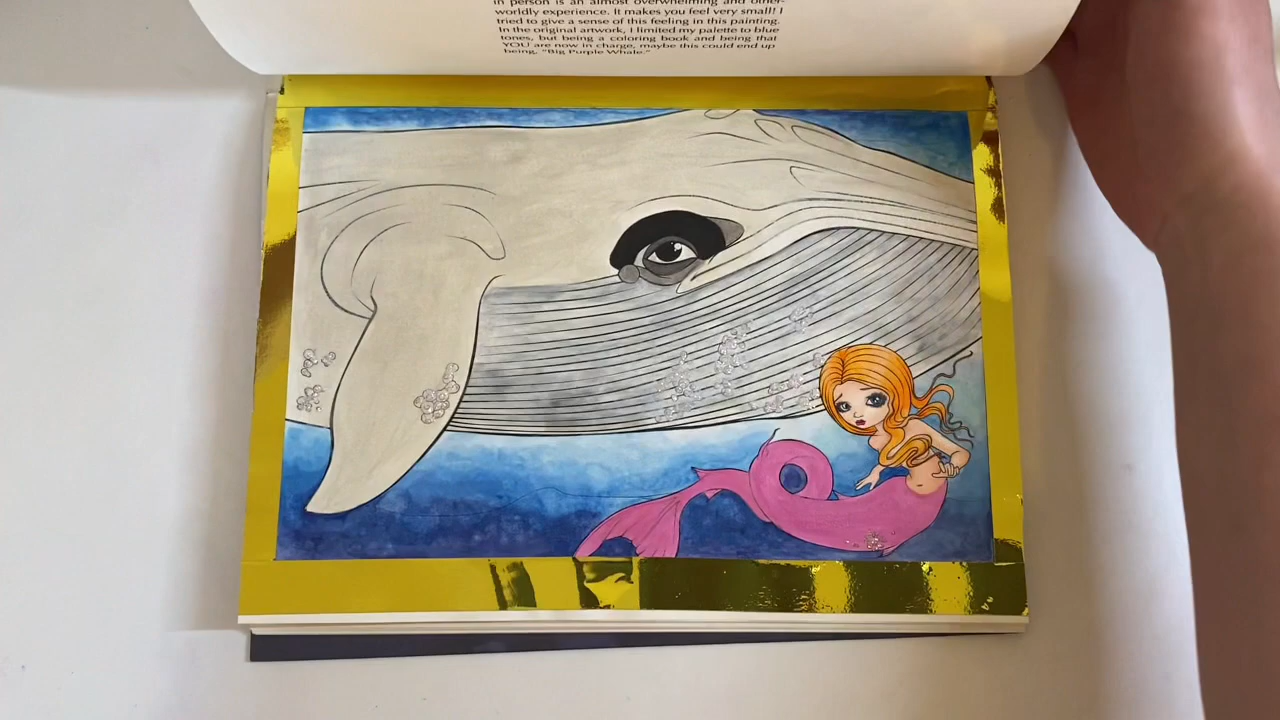 in person is an almost overwhelming and other-
worldly experience. It makes you feel very small! I
tried to give a sense of this feeling in this painting.
In the original artwork, I limited my palette to blue
tones, but being a coloring book and being that
YOU are now in charge, maybe this could end up
being, "Big Purple Whale."